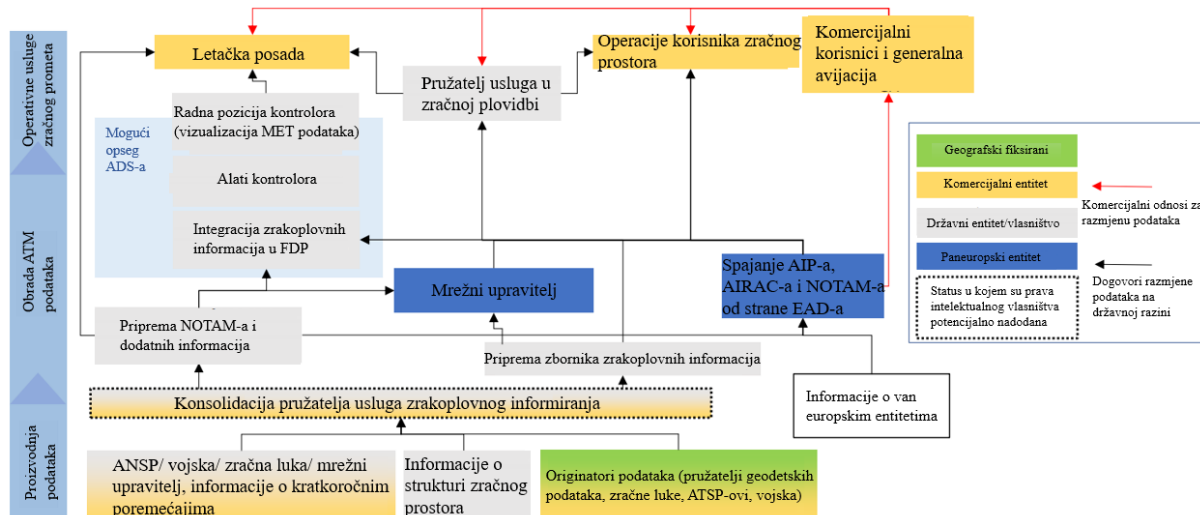 Operativne usluge
zračnog prometa
Obrada ATM
podataka
Proizvodnja
podataka
Letačka posada
Pružatelj usluga u
zračnoj plovidbi
Operacije korisnika zračnog
prostora
Komercijalni
korisnici i generalna
avijacija
Mogući
opseg
ADS-a
Radna pozicija kontrolora
(vizualizacija MET podataka)
Alati kontrolora
Integracija zrakoplovnih
informacija u FDP
Mrežni upravitelj
Spajanje AIP-a,
AIRAC-a i NOTAM-a
od strane EAD-a
Priprema NOTAM-a i
dodatnih informacija
Priprema zbornika zrakoplovnih informacija
Informacije o van
europskim entitetima
Konsolidacija pružatelja usluga zrakoplovnog informiranja
ANSP/ vojska/ zračna luka/ mrežni
upravitelj, informacije o kratkoročnim
poremećajima
Informacije o
strukturi zračnog
prostora
Originatori podataka (pružatelji geodetskih
podataka, zračne luke, ATSP-ovi, vojska)
Geografski fiksirani
Komercijalni entitet
Državni entitet/vlasništvo
Paneuropski entitet
Status u kojem su prava
intelektualnog vlasništva
potencijalno nadodana
Komercijalni odnosi za
razmjenu podataka
Dogovori razmjene
podataka na
državnoj razini